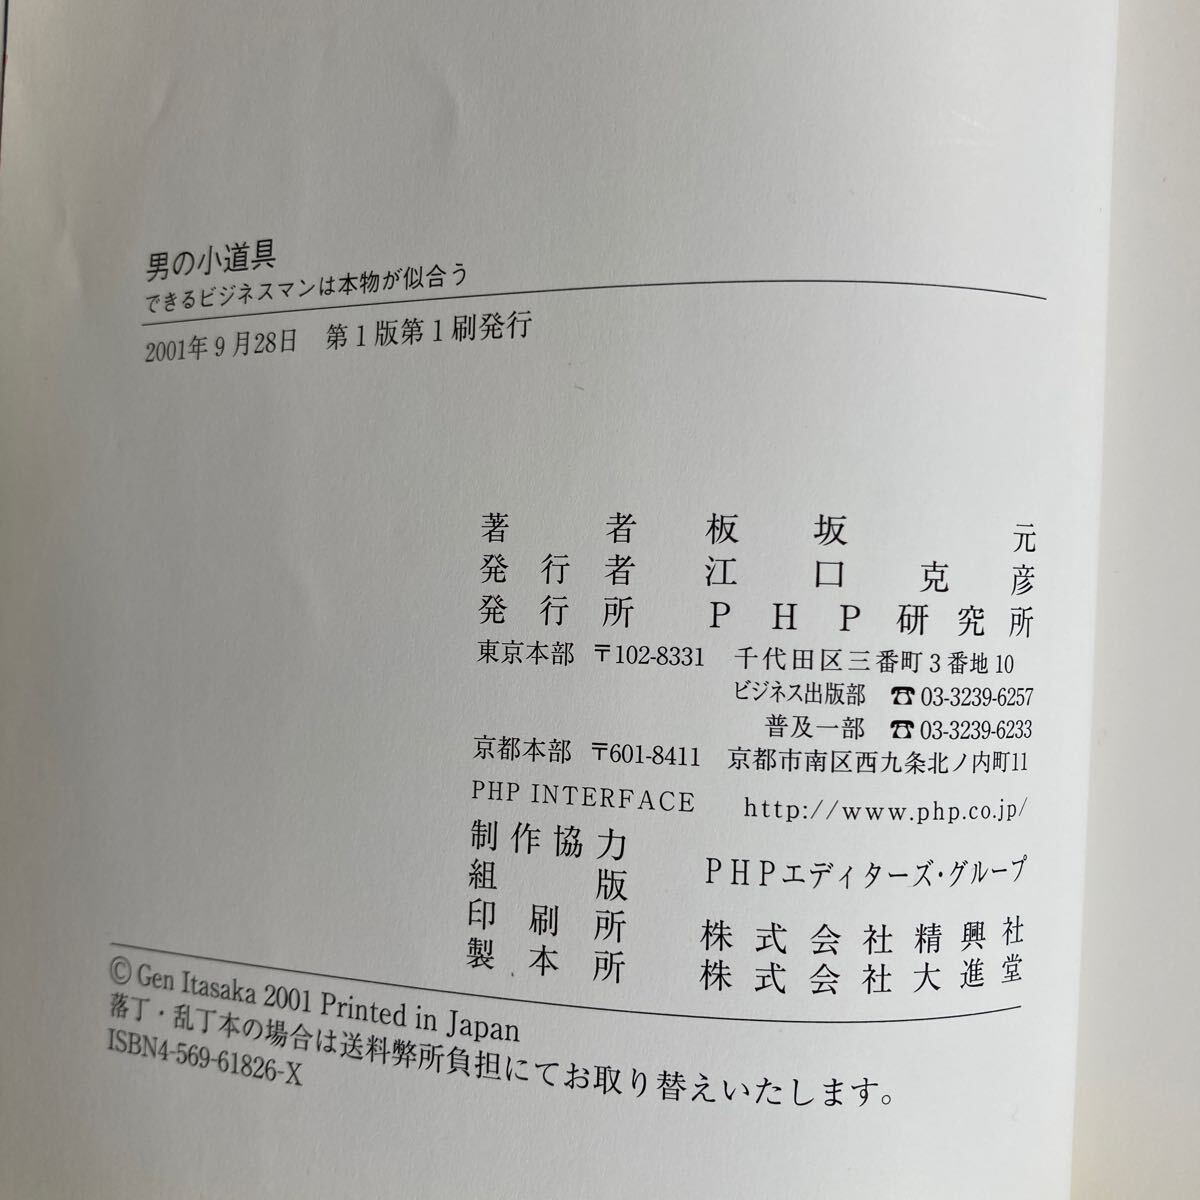 男の小道具
できるビジネスマンは本物が似合う
2001年9月28日 第1版第1刷発行
著者 板坂元
発行者 江口克彦
発行所 PHP研究所
東京本部 〒102-8331 千代田区三番町3番地10
ビジネス出版部 ☎03-3239-6257
普及一部 ☎03-3239-6233
京都本部 〒601-8411 京都市南区西九条北ノ内町11
PHP INTERFACE http://www.php.co.jp/
制作協力
組版 PHPエディターズ・グループ
印刷所 株式会社精興社
製本所 株式会社大進堂
© Gen Itasaka 2001 Printed in Japan
落丁・乱丁本の場合は送料弊所負担にてお取り替えいたします。
ISBN4-569-61826-X